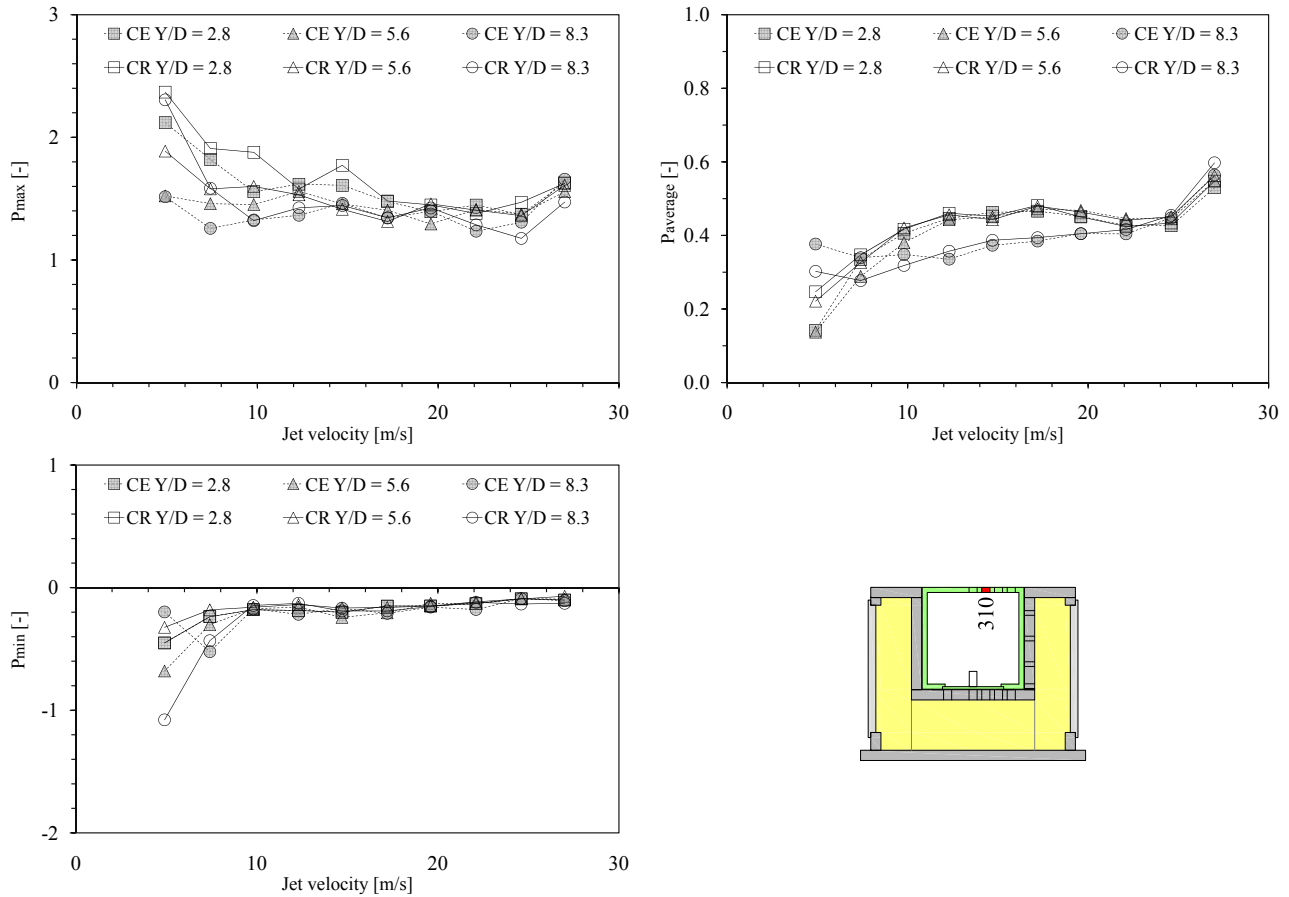 3
2
1
0
Pmax [-]
CE Y/D = 2.8 CE Y/D = 5.6 CE Y/D = 8.3
CR Y/D = 2.8 CR Y/D = 5.6 CR Y/D = 8.3
0 10 20 30
Jet velocity [m/s]
1.0
0.8
0.6
0.4
0.2
0.0
Paverage [-]
CE Y/D = 2.8 CE Y/D = 5.6 CE Y/D = 8.3
CR Y/D = 2.8 CR Y/D = 5.6 CR Y/D = 8.3
0 10 20 30
Jet velocity [m/s]
1
0
-1
-2
Pmin [-]
CE Y/D = 2.8 CE Y/D = 5.6 CE Y/D = 8.3
CR Y/D = 2.8 CR Y/D = 5.6 CR Y/D = 8.3
0 10 20 30
Jet velocity [m/s]
310